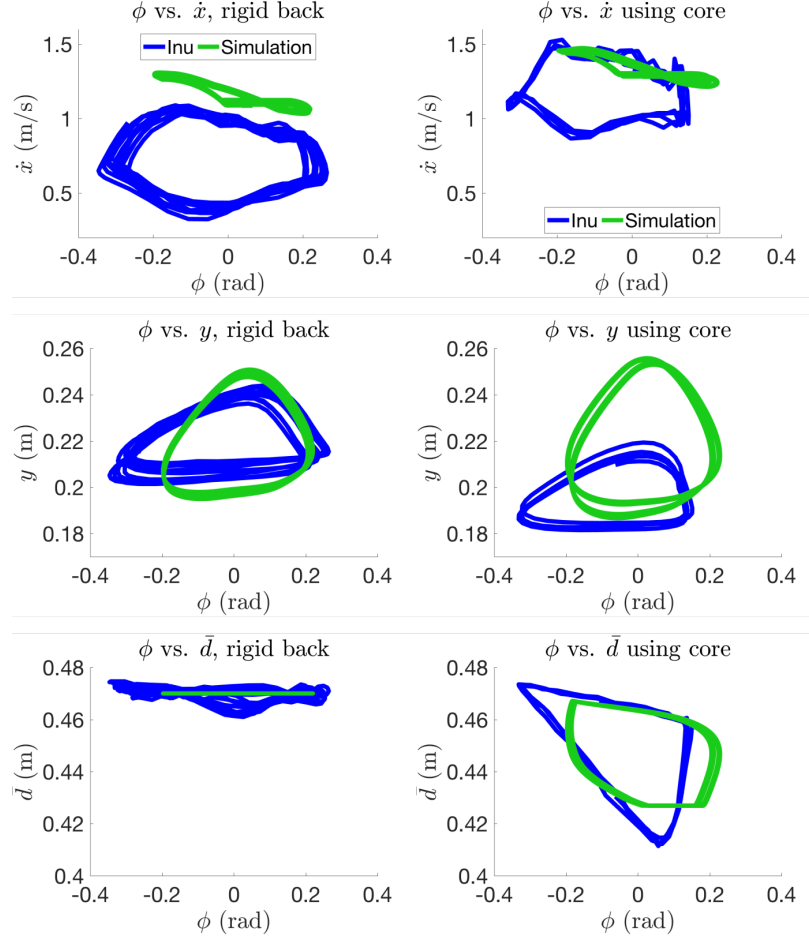 ϕ vs. ẋ, rigid back
Inu Simulation
1.5
1
0.5
ẋ (m/s)
-0.4 -0.2 0 0.2 0.4
ϕ (rad)
ϕ vs. ẋ using core
1.5
1
0.5
ẋ (m/s)
Inu Simulation
-0.4 -0.2 0 0.2 0.4
ϕ (rad)
ϕ vs. y, rigid back
0.26
0.24
0.22
0.2
0.18
y (m)
-0.4 -0.2 0 0.2 0.4
ϕ (rad)
ϕ vs. y using core
0.26
0.24
0.22
0.2
0.18
y (m)
-0.4 -0.2 0 0.2 0.4
ϕ (rad)
ϕ vs. d̄, rigid back
0.48
0.46
0.44
0.42
0.4
d̄ (m)
-0.4 -0.2 0 0.2 0.4
ϕ (rad)
ϕ vs. d̄ using core
0.48
0.46
0.44
0.42
0.4
d̄ (m)
-0.4 -0.2 0 0.2 0.4
ϕ (rad)